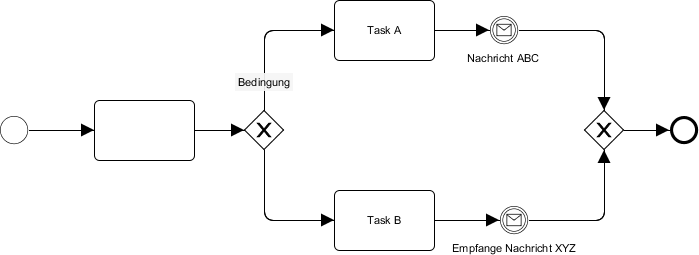 Task A
Nachricht ABC
Bedingung
Task B
Empfange Nachricht XYZ